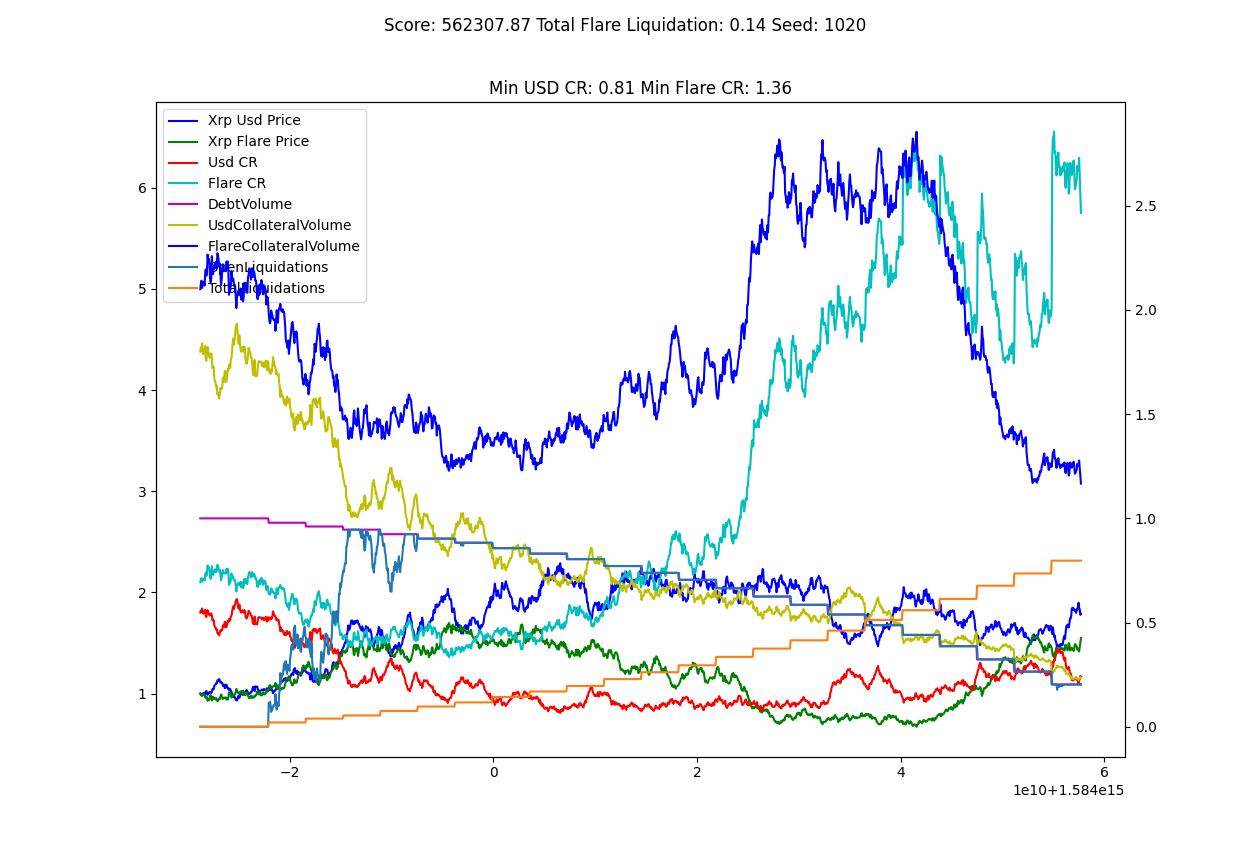 Score: 562307.87 Total Flare Liquidation: 0.14 Seed: 1020
Min USD CR: 0.81 Min Flare CR: 1.36
Xrp Usd Price
Xrp Flare Price
Usd CR
Flare CR
DebtVolume
UsdCollateralVolume
FlareCollateralVolume
OpenLiquidations
TotalLiquidations
6
5
4
3
2
1
2.5
2.0
1.5
1.0
0.5
0.0
−2 0 2 4 6
1e10+1.584e15